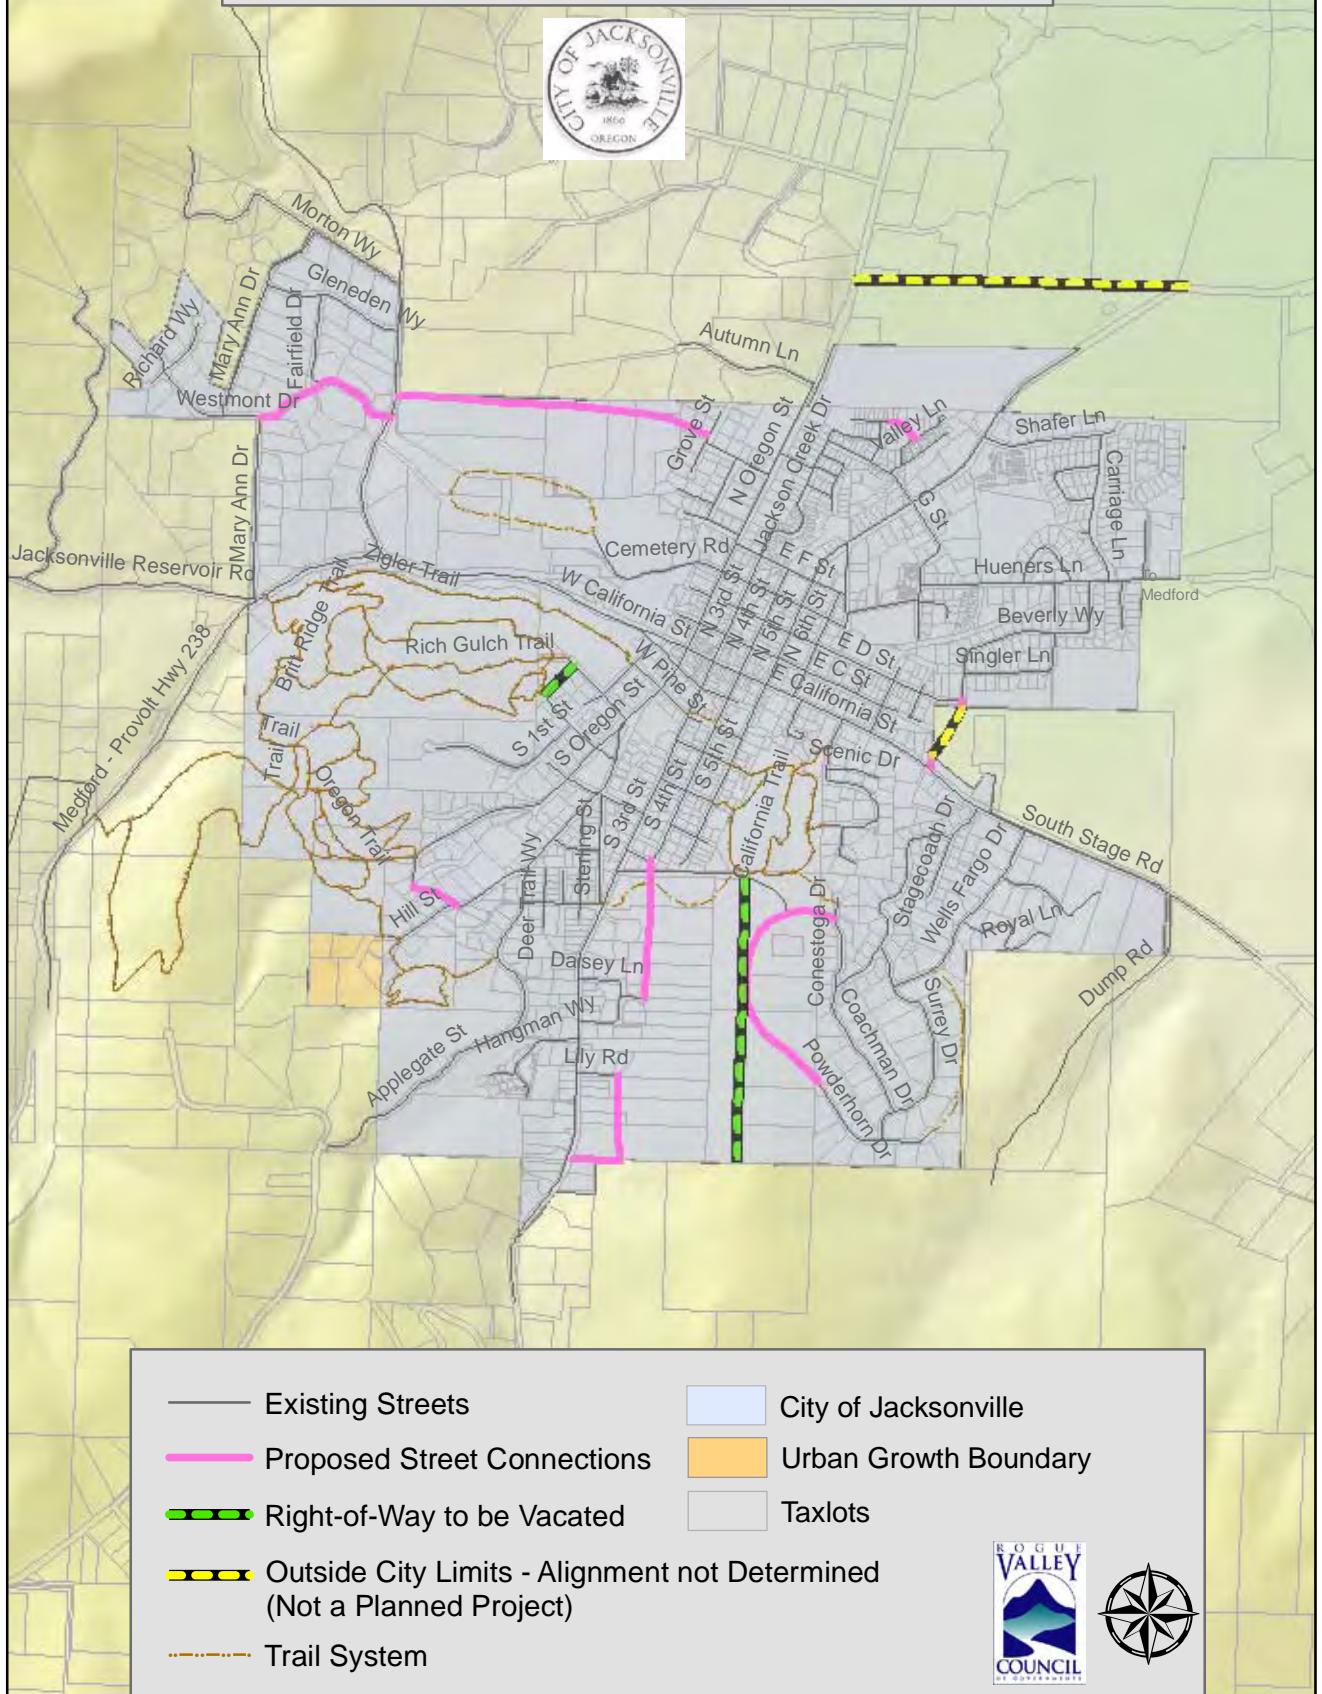 CITY OF JACKSONVILLE
1860
OREGON
Morton Wy
Gleneden Wy
Mary Ann Dr
Fairfield Dr
Richard Wy
Westmont Dr
Autumn Ln
Grove St
N Oregon St
Jackson Creek Dr
Valley Ln
Shafer Ln
Carriage Ln
G St
Mary Ann Dr
Jacksonville Reservoir Rd
Zigler Trail
Cemetery Rd
E F St
Hueners Ln
To
Medford
Beverly Wy
Singler Ln
W California St
N 3rd St
N 4th St
N 5th St
N 6th St
E D St
E C St
E California St
Britt Ridge Trail
Rich Gulch Trail
W Pine St
Medford - Provolt Hwy 238
S 1st St
S Oregon St
Trail
Trail
Oregon Trail
S 3rd St
S 4th St
S 5th St
California Trail
Scenic Dr
Stagecoach Dr
Wells Fargo Dr
South Stage Rd
Royal Ln
Dump Rd
Sterling St
Deer Trail Wy
Hill St
Daisey Ln
Conestoga Dr
Coachman Dr
Surrey Dr
Hangman Wy
Applegate St
Lily Rd
Powderhorn Dr
Existing Streets
Proposed Street Connections
Right-of-Way to be Vacated
Outside City Limits - Alignment not Determined
(Not a Planned Project)
Trail System
City of Jacksonville
Urban Growth Boundary
Taxlots
ROGUE
VALLEY
COUNCIL
OF GOVERNMENTS